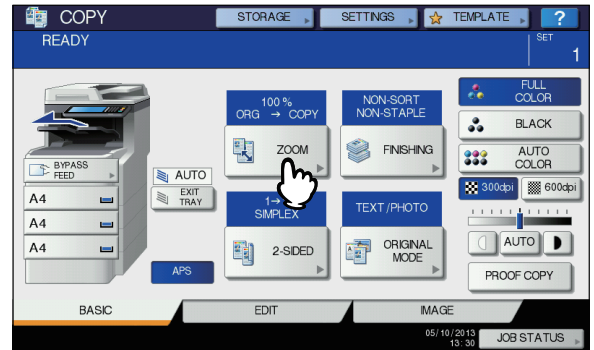 COPY
STORAGE
SETTINGS
TEMPLATE
?
READY
SET
1
100 %
ORG → COPY
ZOOM
NON-SORT
NON-STAPLE
FINISHING
FULL
COLOR
BLACK
AUTO
COLOR
300dpi
600dpi
BYPASS
FEED
AUTO
EXIT
TRAY
A4
A4
A4
APS
1→
SIMPLEX
2-SIDED
TEXT/PHOTO
ORIGINAL
MODE
AUTO
PROOF COPY
BASIC
EDIT
IMAGE
05/10/2013
13:30
JOB STATUS